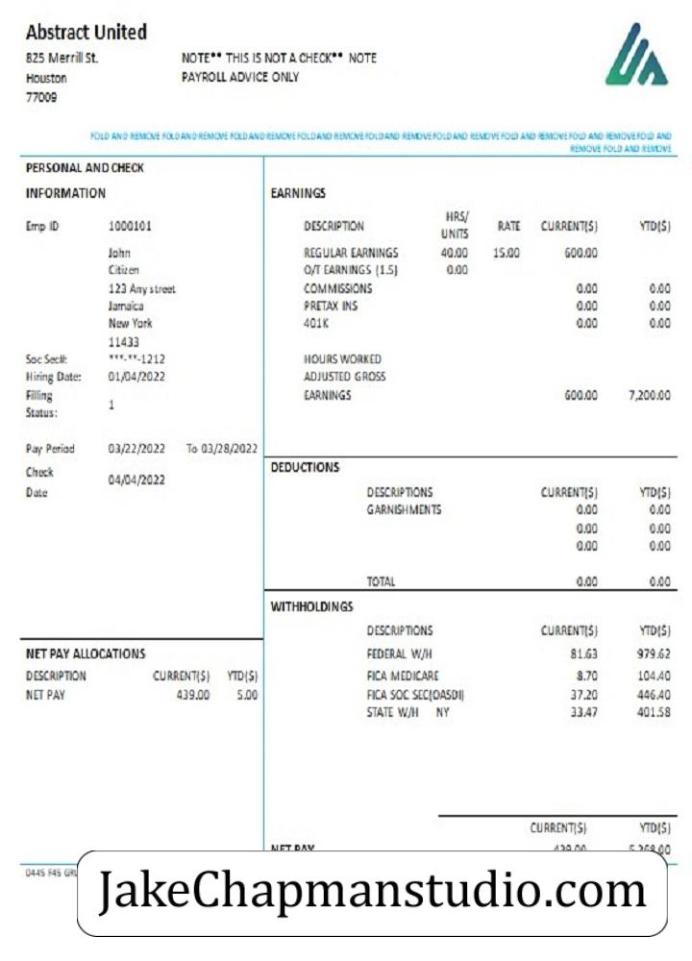 Abstract United
825 Merrill St.
Houston
77009
NOTE** THIS IS NOT A CHECK** NOTE
PAYROLL ADVICE ONLY
FOLD AND REMOVE FOLD AND REMOVE FOLD AND REMOVE FOLD AND REMOVE FOLD AND REMOVE FOLD AND REMOVE FOLD AND REMOVE FOLD AND
REMOVE FOLD AND REMOVE
PERSONAL AND CHECK
INFORMATION
Emp ID 1000101
John
Citizen
123 Any street
Jamaica
New York
11433
Soc Sec#: ***-**-1212
Hiring Date: 01/04/2022
Filling
Status: 1
Pay Period 03/22/2022 To 03/28/2022
Check
Date 04/04/2022
NET PAY ALLOCATIONS
DESCRIPTION CURRENT($) YTD($)
NET PAY 439.00 5.00
EARNINGS
DESCRIPTION HRS/ UNITS RATE CURRENT($) YTD($)
REGULAR EARNINGS 40.00 15.00 600.00
O/T EARNINGS (1.5) 0.00
COMMISSIONS 0.00 0.00
PRETAX INS 0.00 0.00
401K 0.00 0.00
HOURS WORKED
ADJUSTED GROSS
EARNINGS 600.00 7,200.00
DEDUCTIONS
DESCRIPTIONS CURRENT($) YTD($)
GARNISHMENTS 0.00 0.00
0.00 0.00
0.00 0.00
TOTAL 0.00 0.00
WITHHOLDINGS
DESCRIPTIONS CURRENT($) YTD($)
FEDERAL W/H 81.63 979.62
FICA MEDICARE 8.70 104.40
FICA SOC SEC(OASDI) 37.20 446.40
STATE W/H NY 33.47 401.58
CURRENT($) YTD($)
NET PAY 439.00 5,268.00
0445 F45
JakeChapmanstudio.com